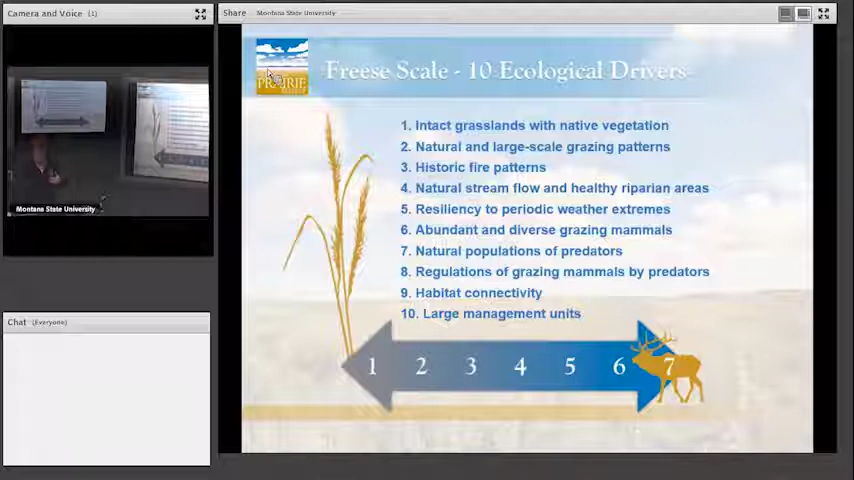 Camera and Voice (1)
Share Montana State University
PRAIRIE
Freese Scale - 10 Ecological Drivers
1. Intact grasslands with native vegetation
2. Natural and large-scale grazing patterns
3. Historic fire patterns
4. Natural stream flow and healthy riparian areas
5. Resiliency to periodic weather extremes
6. Abundant and diverse grazing mammals
7. Natural populations of predators
8. Regulations of grazing mammals by predators
9. Habitat connectivity
10. Large management units
1 2 3 4 5 6 7
Montana State University
Chat (Everyone)